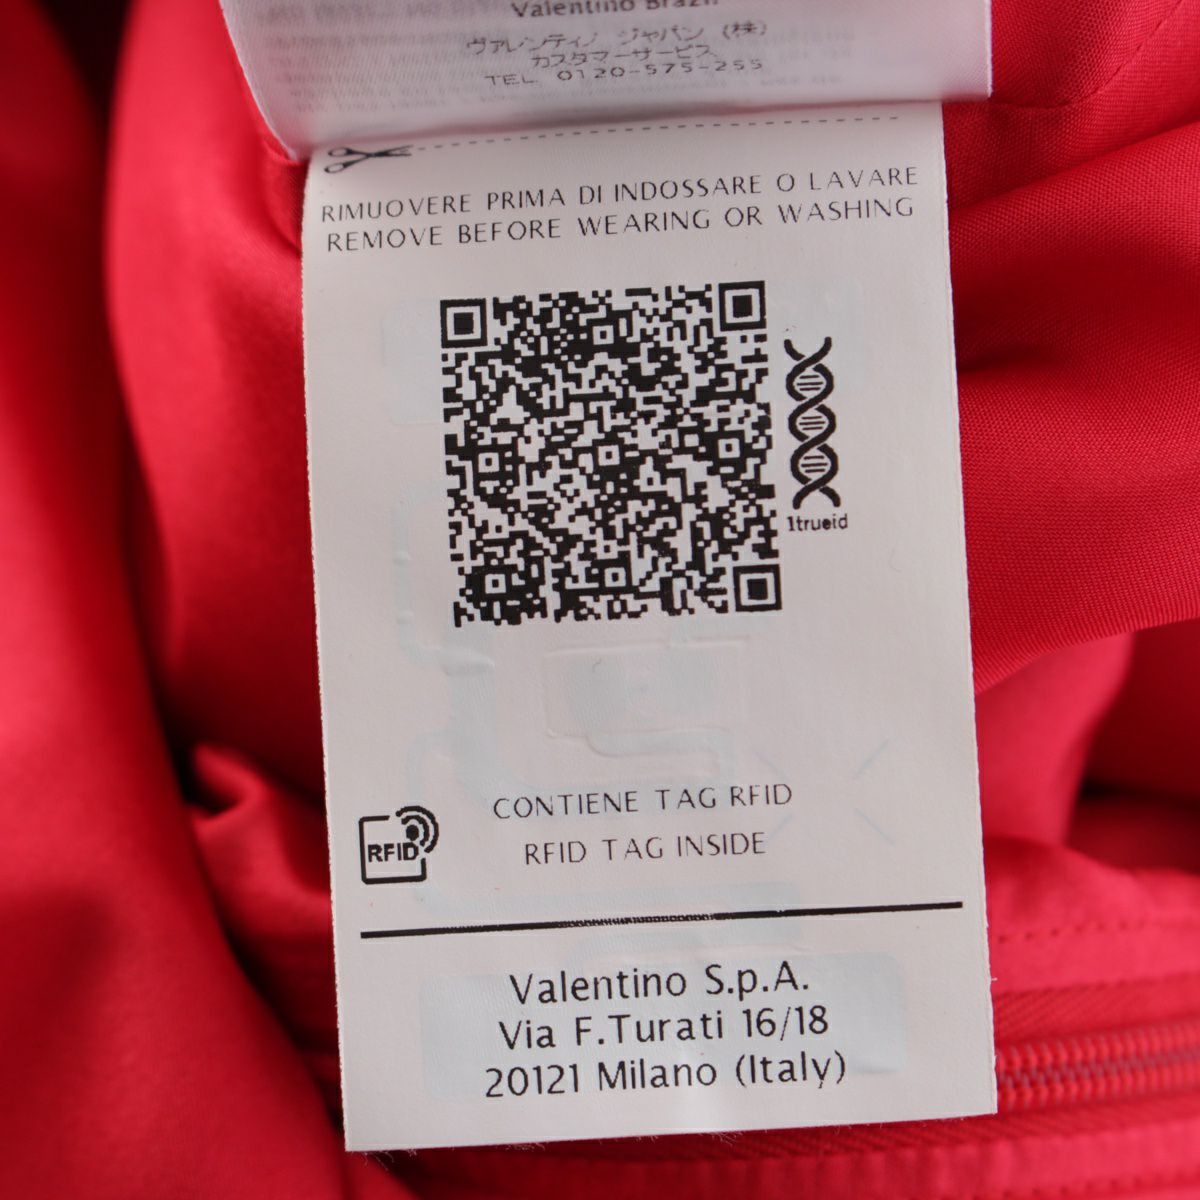 Valentino Brazil
ヴァレンティノ ジャパン (株)
カスタマーサービス
TEL 0120-575-255
RIMUOVERE PRIMA DI INDOSSARE O LAVARE
REMOVE BEFORE WEARING OR WASHING
1trueid
CONTIENE TAG RFID
RFID TAG INSIDE
RFID
Valentino S.p.A.
Via F.Turati 16/18
20121 Milano (Italy)